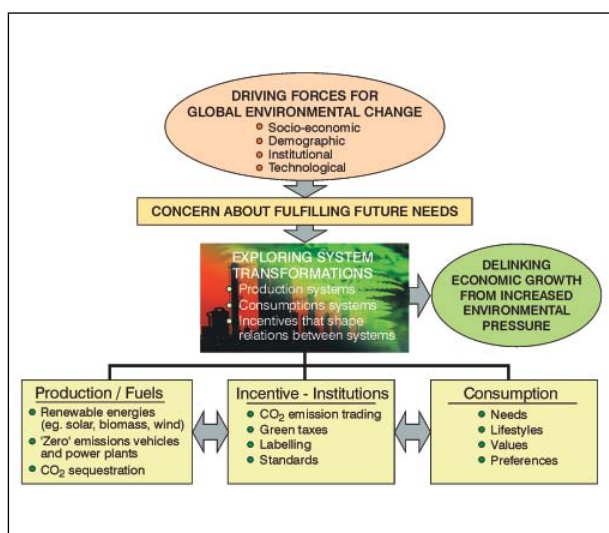 DRIVING FORCES FOR
GLOBAL ENVIRONMENTAL CHANGE
Socio-economic
Demographic
Institutional
Technological
CONCERN ABOUT FULFILLING FUTURE NEEDS
EXPLORING SYSTEM
TRANSFORMATIONS
Production systems
Consumptions systems
Incentives that shape
relations between systems
DELINKING
ECONOMIC GROWTH
FROM INCREASED
ENVIRONMENTAL
PRESSURE
Production / Fuels
Renewable energies
(eg. solar, biomass, wind)
'Zero' emissions vehicles
and power plants
CO₂ sequestration
Incentive - Institutions
CO₂ emission trading
Green taxes
Labelling
Standards
Consumption
Needs
Lifestyles
Values
Preferences